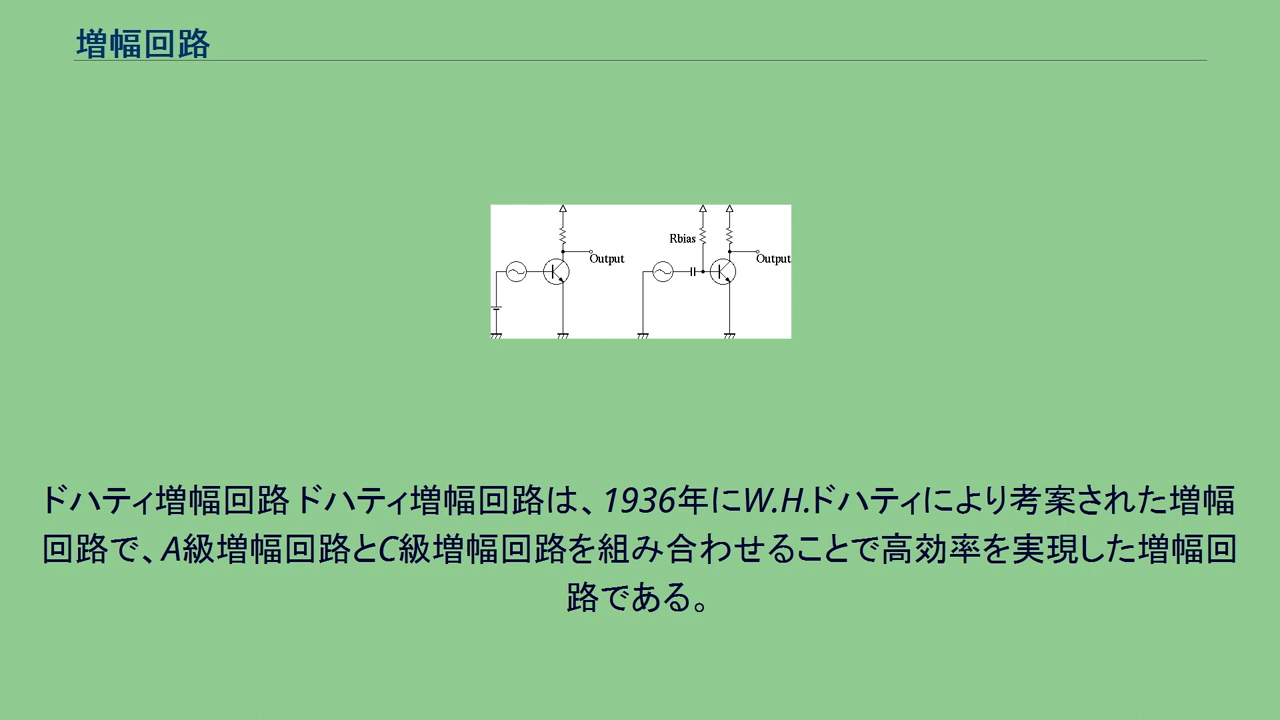 増幅回路
Rbias
Output
Output
ドハティ増幅回路 ドハティ増幅回路は、1936年にW.H.ドハティにより考案された増幅
回路で、A級増幅回路とC級増幅回路を組み合わせることで高効率を実現した増幅回
路である。